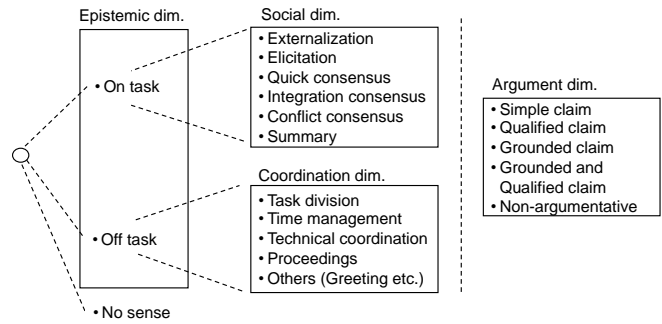 Epistemic dim.
• On task
• Off task
• No sense
Social dim.
• Externalization
• Elicitation
• Quick consensus
• Integration consensus
• Conflict consensus
• Summary
Coordination dim.
• Task division
• Time management
• Technical coordination
• Proceedings
• Others (Greeting etc.)
Argument dim.
• Simple claim
• Qualified claim
• Grounded claim
• Grounded and
Qualified claim
• Non-argumentative